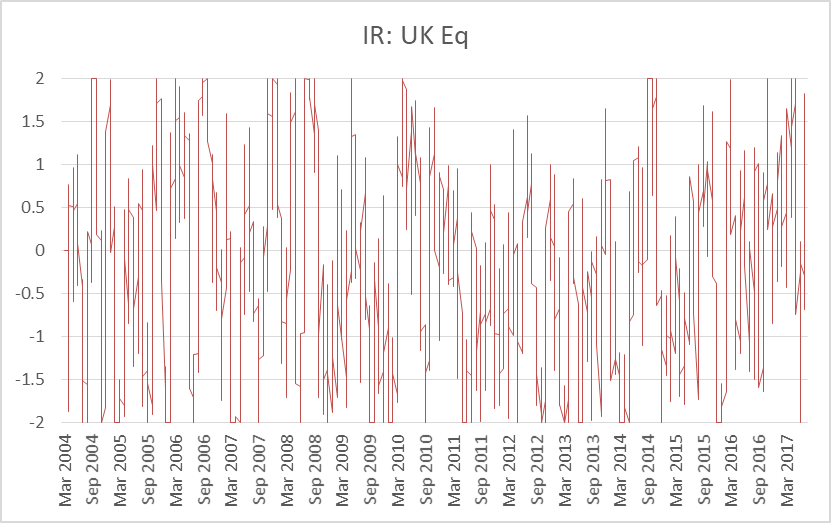 IR: UK Eq
2
1.5
1
0.5
0
-0.5
-1
-1.5
-2
Mar 2004
Sep 2004
Mar 2005
Sep 2005
Mar 2006
Sep 2006
Mar 2007
Sep 2007
Mar 2008
Sep 2008
Mar 2009
Sep 2009
Mar 2010
Sep 2010
Mar 2011
Sep 2011
Mar 2012
Sep 2012
Mar 2013
Sep 2013
Mar 2014
Sep 2014
Mar 2015
Sep 2015
Mar 2016
Sep 2016
Mar 2017